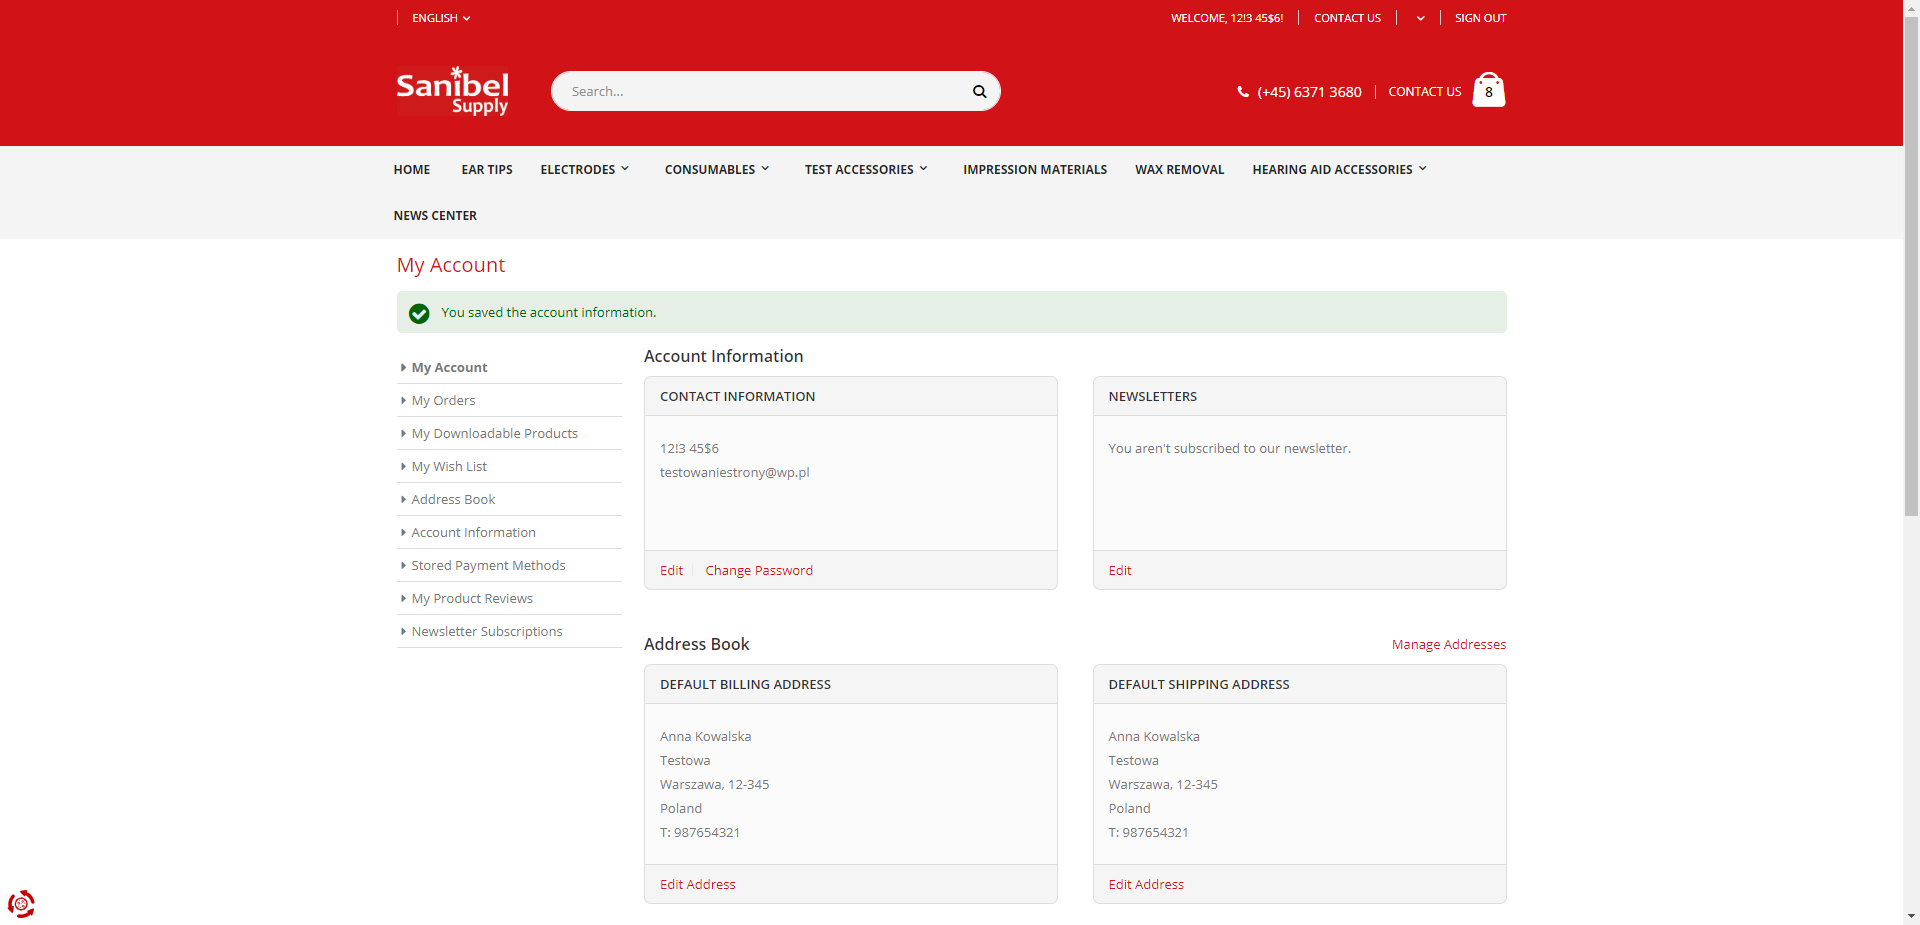 ENGLISH
WELCOME, 12!3 45$6!
CONTACT US
SIGN OUT
Sanibel
Supply
Search...
(+45) 6371 3680
CONTACT US
8
HOME
EAR TIPS
ELECTRODES
CONSUMABLES
TEST ACCESSORIES
IMPRESSION MATERIALS
WAX REMOVAL
HEARING AID ACCESSORIES
NEWS CENTER
My Account
You saved the account information.
My Account
My Orders
My Downloadable Products
My Wish List
Address Book
Account Information
Stored Payment Methods
My Product Reviews
Newsletter Subscriptions
Account Information
CONTACT INFORMATION
12!3 45$6
testowaniestrony@wp.pl
Edit
Change Password
NEWSLETTERS
You aren't subscribed to our newsletter.
Edit
Address Book
Manage Addresses
DEFAULT BILLING ADDRESS
Anna Kowalska
Testowa
Warszawa, 12-345
Poland
T: 987654321
Edit Address
DEFAULT SHIPPING ADDRESS
Anna Kowalska
Testowa
Warszawa, 12-345
Poland
T: 987654321
Edit Address